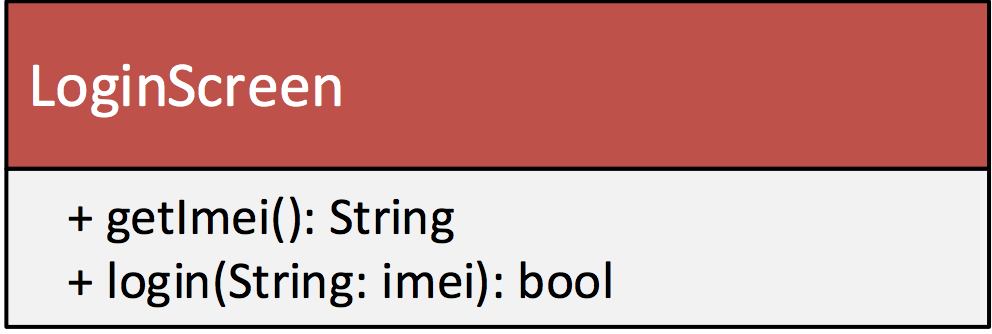 LoginScreen
+ getImei(): String
+ login(String: imei): bool